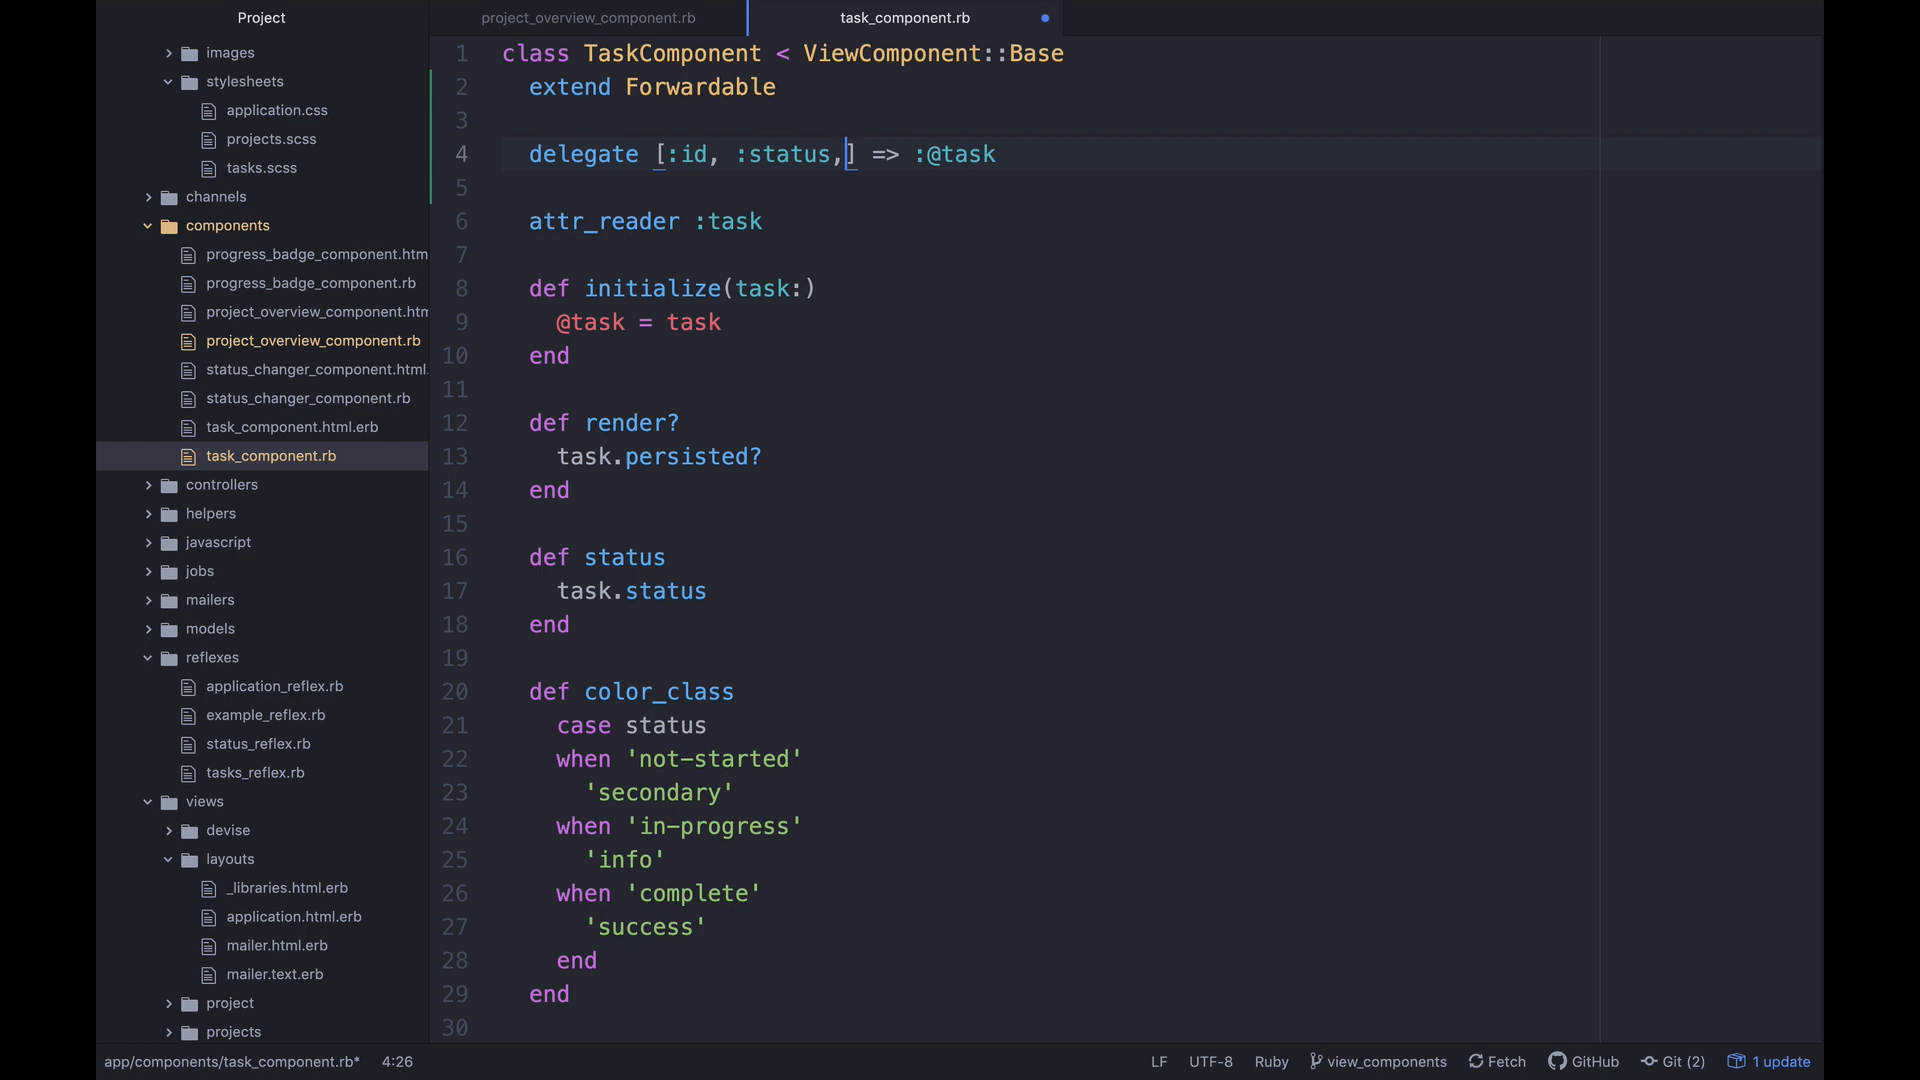 Project
images
stylesheets
application.css
projects.scss
tasks.scss
channels
components
progress_badge_component.htm
progress_badge_component.rb
project_overview_component.htm
project_overview_component.rb
status_changer_component.html.
status_changer_component.rb
task_component.html.erb
task_component.rb
controllers
helpers
javascript
jobs
mailers
models
reflexes
application_reflex.rb
example_reflex.rb
status_reflex.rb
tasks_reflex.rb
views
devise
layouts
_libraries.html.erb
application.html.erb
mailer.html.erb
mailer.text.erb
project
projects
project_overview_component.rb
task_component.rb
1 class TaskComponent < ViewComponent::Base
2 extend Forwardable
3
4 delegate [:id, :status,] => :@task
5
6 attr_reader :task
7
8 def initialize(task:)
9 @task = task
10 end
11
12 def render?
13 task.persisted?
14 end
15
16 def status
17 task.status
18 end
19
20 def color_class
21 case status
22 when 'not-started'
23 'secondary'
24 when 'in-progress'
25 'info'
26 when 'complete'
27 'success'
28 end
29 end
30
app/components/task_component.rb* 4:26 LF UTF-8 Ruby view_components Fetch GitHub Git (2) 1 update